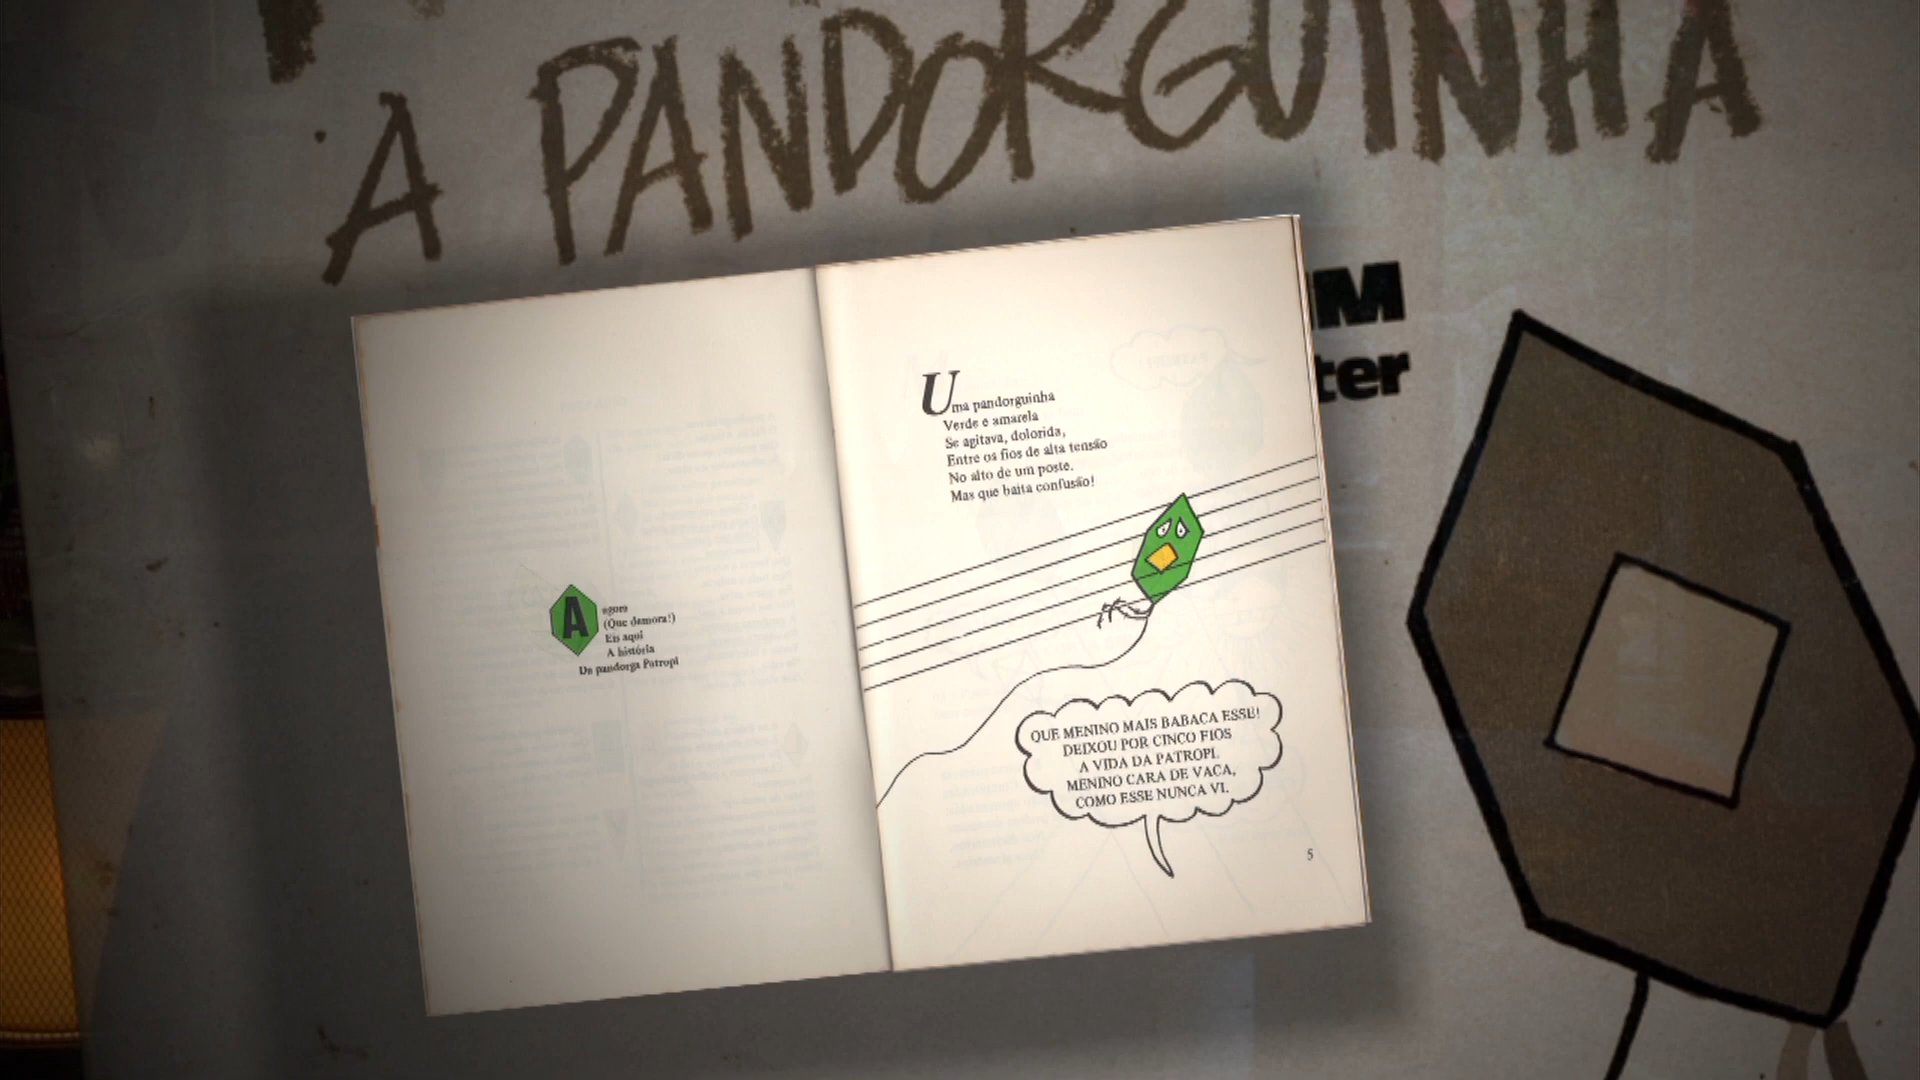 A PANDORGUINHA
UM
ter
A
agora
(Que demora!)
Eis aqui
A história
Da pandorga Patropi
Uma pandorguinha
Verde e amarela
Se agitava, dolorida,
Entre os fios de alta tensão
No alto de um poste.
Mas que baita confusão!
QUE MENINO MAIS BABACA ESSE!
DEIXOU POR CINCO FIOS
A VIDA DA PATROPI.
MENINO CARA DE VACA,
COMO ESSE NUNCA VI.
5